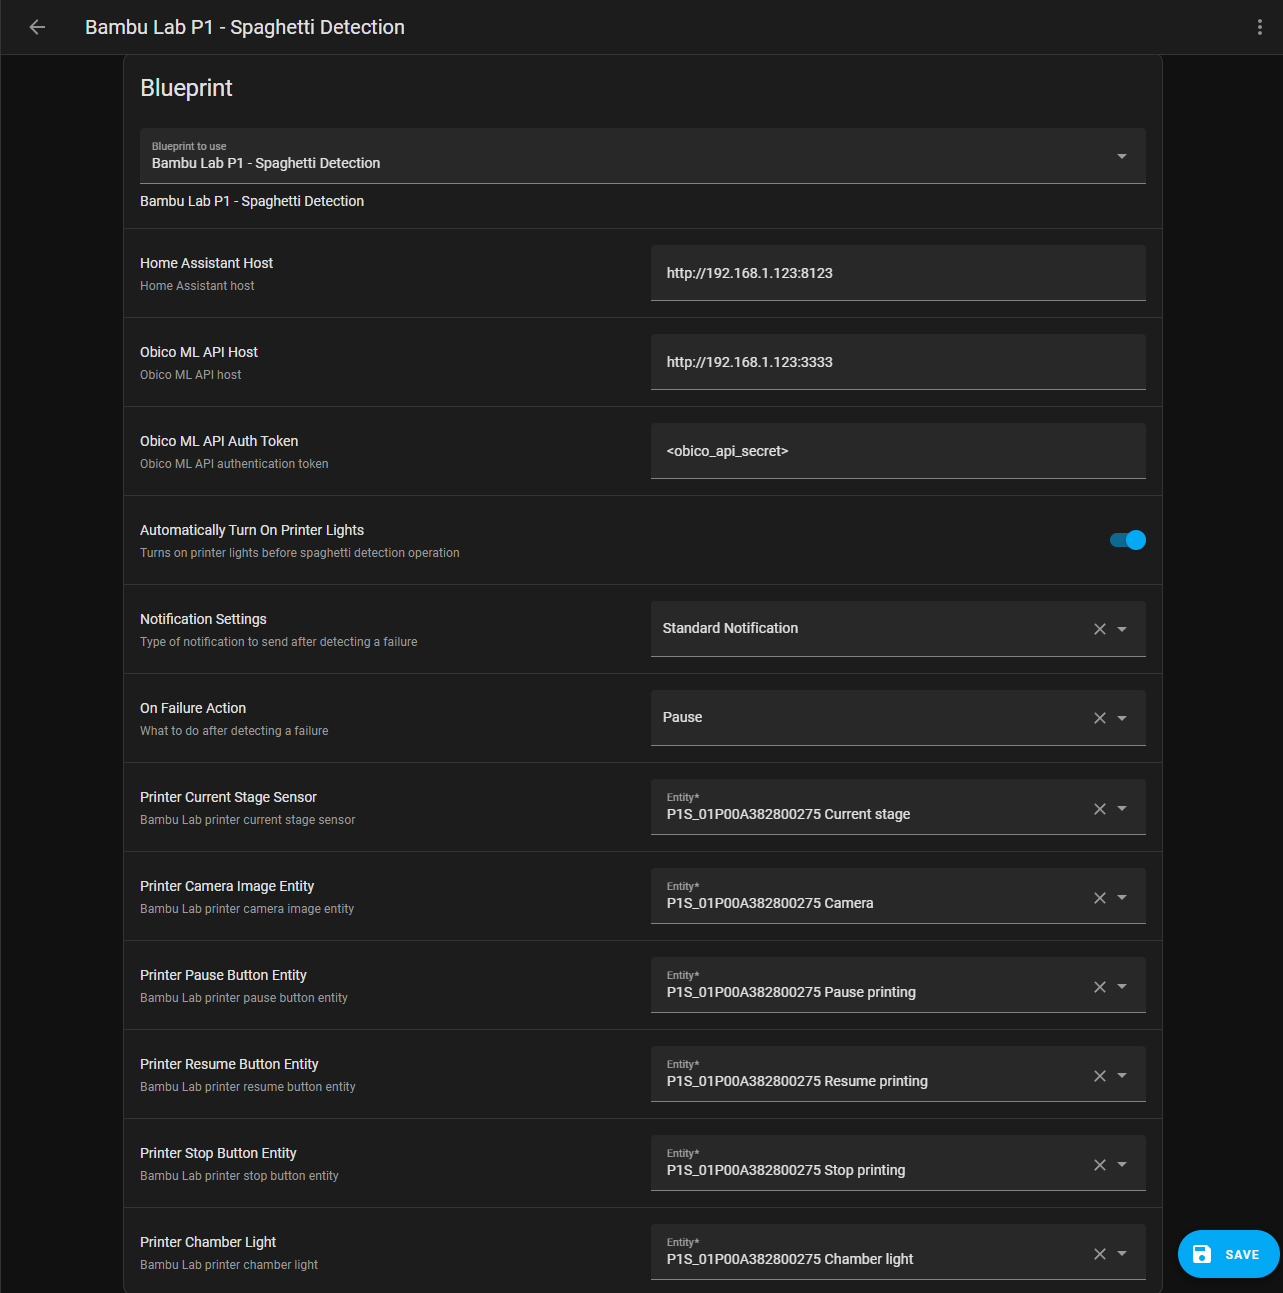 Bambu Lab P1 - Spaghetti Detection
Blueprint
Blueprint to use
Bambu Lab P1 - Spaghetti Detection
Bambu Lab P1 - Spaghetti Detection
Home Assistant Host
Home Assistant host
http://192.168.1.123:8123
Obico ML API Host
Obico ML API host
http://192.168.1.123:3333
Obico ML API Auth Token
Obico ML API authentication token
<obico_api_secret>
Automatically Turn On Printer Lights
Turns on printer lights before spaghetti detection operation
Notification Settings
Type of notification to send after detecting a failure
Standard Notification
On Failure Action
What to do after detecting a failure
Pause
Printer Current Stage Sensor
Bambu Lab printer current stage sensor
Entity*
P1S_01P00A382800275 Current stage
Printer Camera Image Entity
Bambu Lab printer camera image entity
Entity*
P1S_01P00A382800275 Camera
Printer Pause Button Entity
Bambu Lab printer pause button entity
Entity*
P1S_01P00A382800275 Pause printing
Printer Resume Button Entity
Bambu Lab printer resume button entity
Entity*
P1S_01P00A382800275 Resume printing
Printer Stop Button Entity
Bambu Lab printer stop button entity
Entity*
P1S_01P00A382800275 Stop printing
Printer Chamber Light
Bambu Lab printer chamber light
Entity*
P1S_01P00A382800275 Chamber light
SAVE